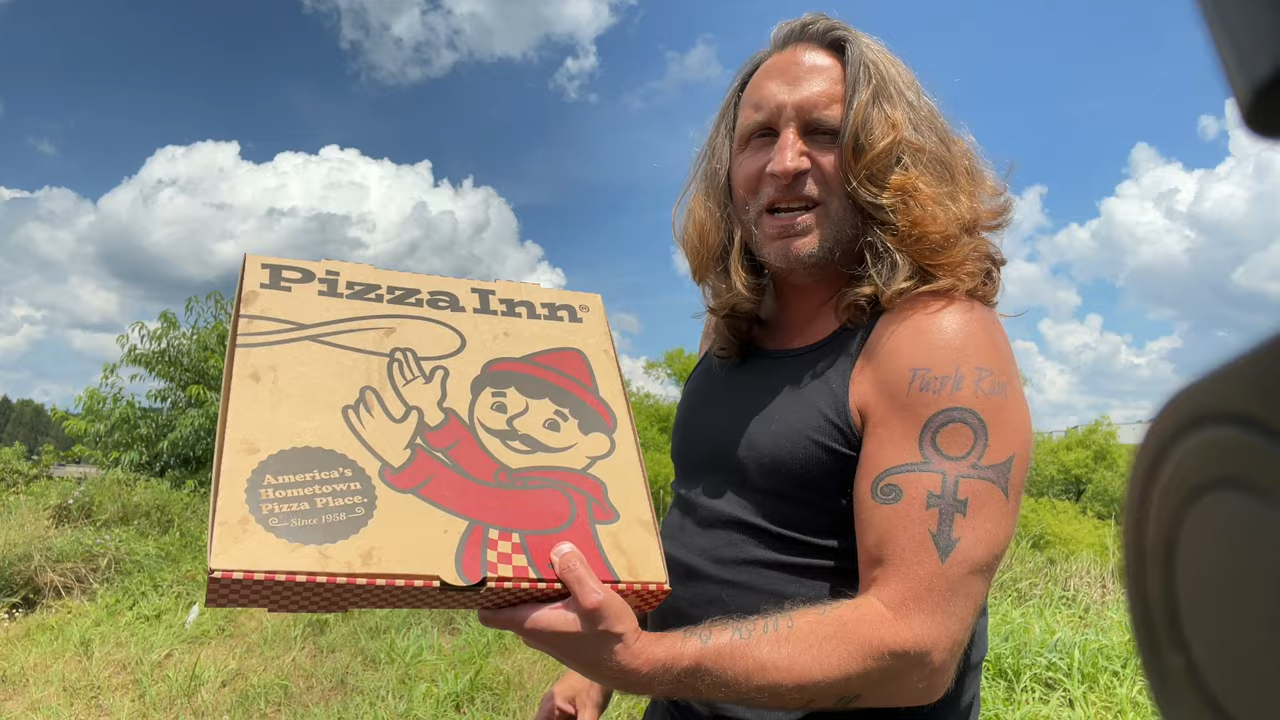 Pizza Inn®
America's
Hometown
Pizza Place.
Since 1958
Purple Rain